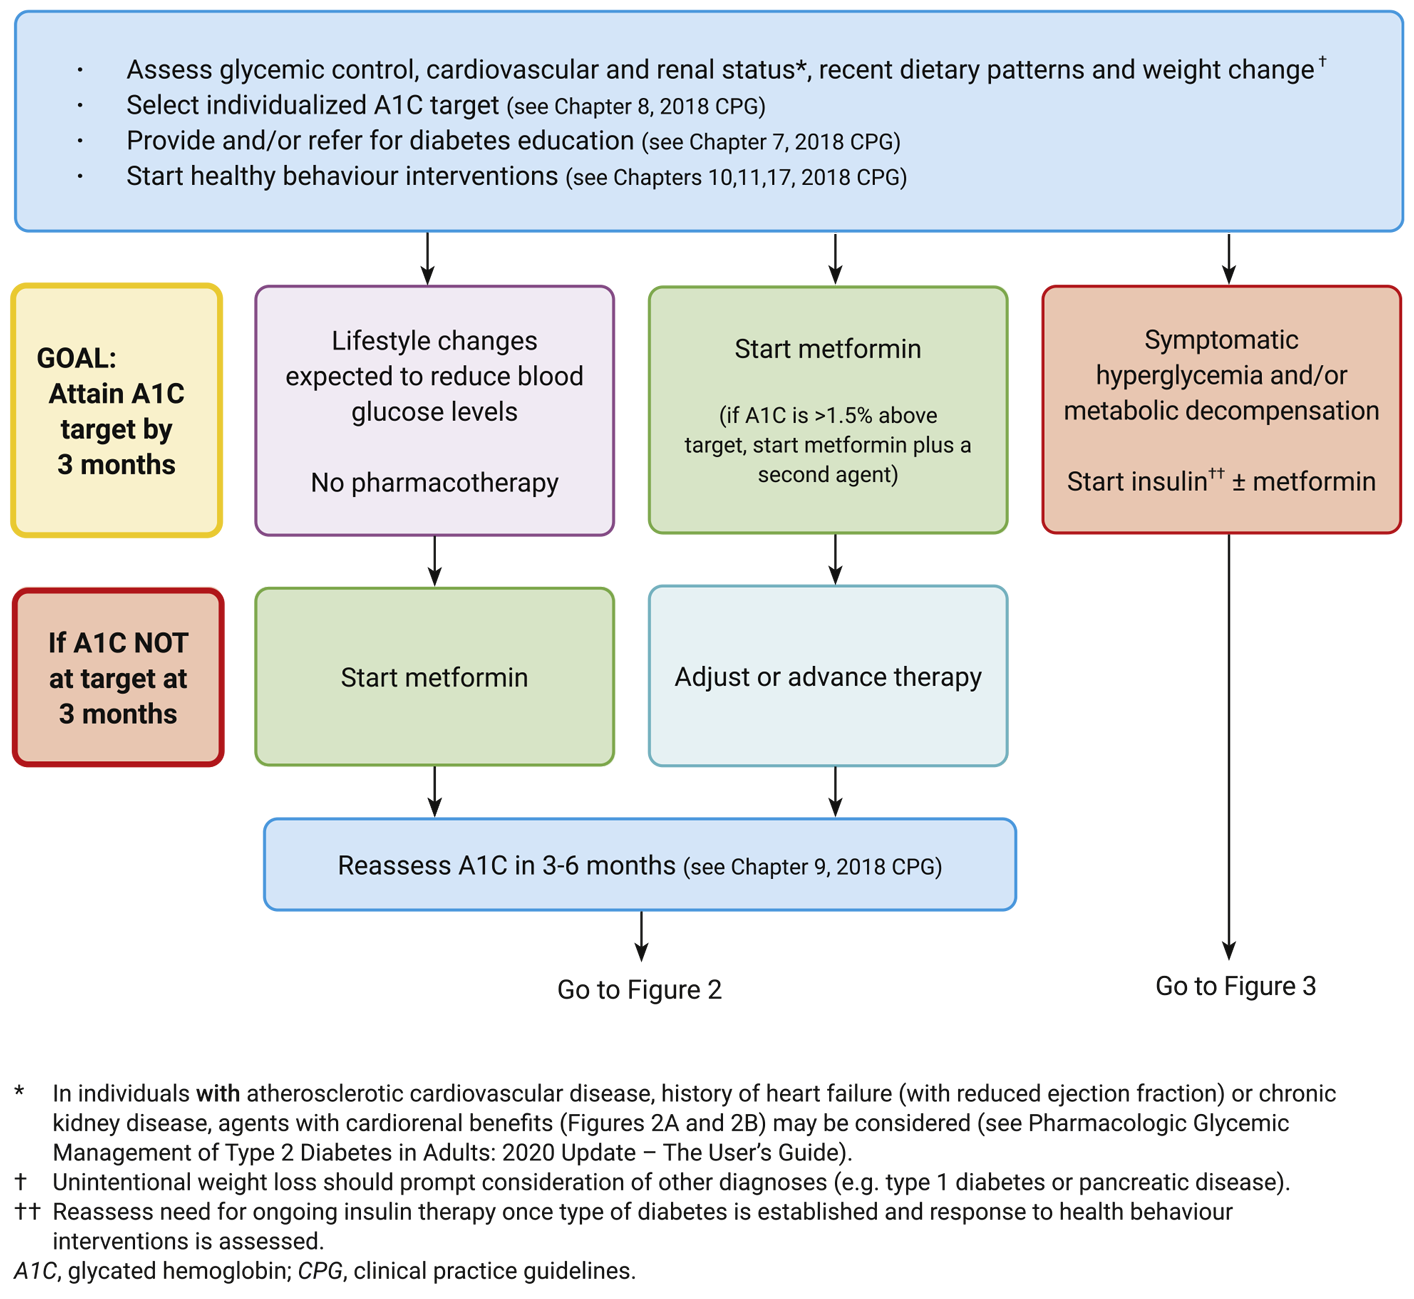 · Assess glycemic control, cardiovascular and renal status*, recent dietary patterns and weight change†
· Select individualized A1C target (see Chapter 8, 2018 CPG)
· Provide and/or refer for diabetes education (see Chapter 7, 2018 CPG)
· Start healthy behaviour interventions (see Chapters 10,11,17, 2018 CPG)
GOAL:
Attain A1C
target by
3 months
Lifestyle changes
expected to reduce blood
glucose levels
No pharmacotherapy
Start metformin
(if A1C is >1.5% above
target, start metformin plus a
second agent)
Symptomatic
hyperglycemia and/or
metabolic decompensation
Start insulin†† ± metformin
If A1C NOT
at target at
3 months
Start metformin
Adjust or advance therapy
Reassess A1C in 3-6 months (see Chapter 9, 2018 CPG)
Go to Figure 2
Go to Figure 3
* In individuals with atherosclerotic cardiovascular disease, history of heart failure (with reduced ejection fraction) or chronic
kidney disease, agents with cardiorenal benefits (Figures 2A and 2B) may be considered (see Pharmacologic Glycemic
Management of Type 2 Diabetes in Adults: 2020 Update – The User's Guide).
† Unintentional weight loss should prompt consideration of other diagnoses (e.g. type 1 diabetes or pancreatic disease).
†† Reassess need for ongoing insulin therapy once type of diabetes is established and response to health behaviour
interventions is assessed.
A1C, glycated hemoglobin; CPG, clinical practice guidelines.